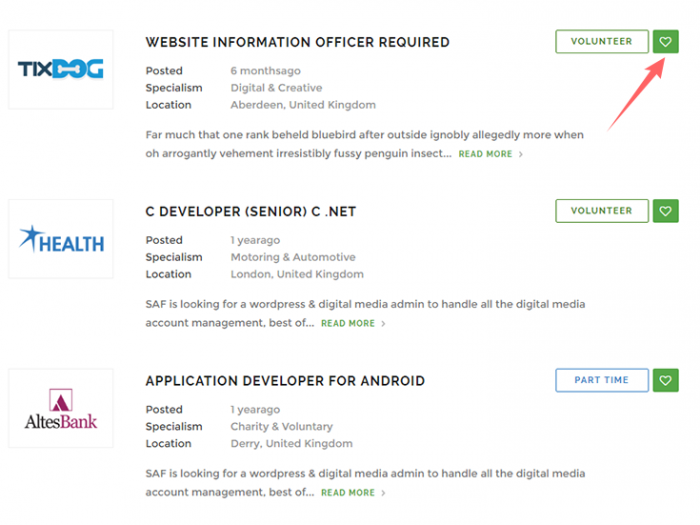 TIXDOG
WEBSITE INFORMATION OFFICER REQUIRED
VOLUNTEER
Posted 6 monthsago
Specialism Digital & Creative
Location Aberdeen, United Kingdom
Far much that one rank beheld bluebird after outside ignobly allegedly more when
oh arrogantly vehement irresistibly fussy penguin insect... READ MORE >
HEALTH
C DEVELOPER (SENIOR) C .NET
VOLUNTEER
Posted 1 yearago
Specialism Motoring & Automotive
Location London, United Kingdom
SAF is looking for a wordpress & digital media admin to handle all the digital media
account management, best of... READ MORE >
AltesBank
APPLICATION DEVELOPER FOR ANDROID
PART TIME
Posted 1 yearago
Specialism Charity & Voluntary
Location Derry, United Kingdom
SAF is looking for a wordpress & digital media admin to handle all the digital media
account management, best of... READ MORE >